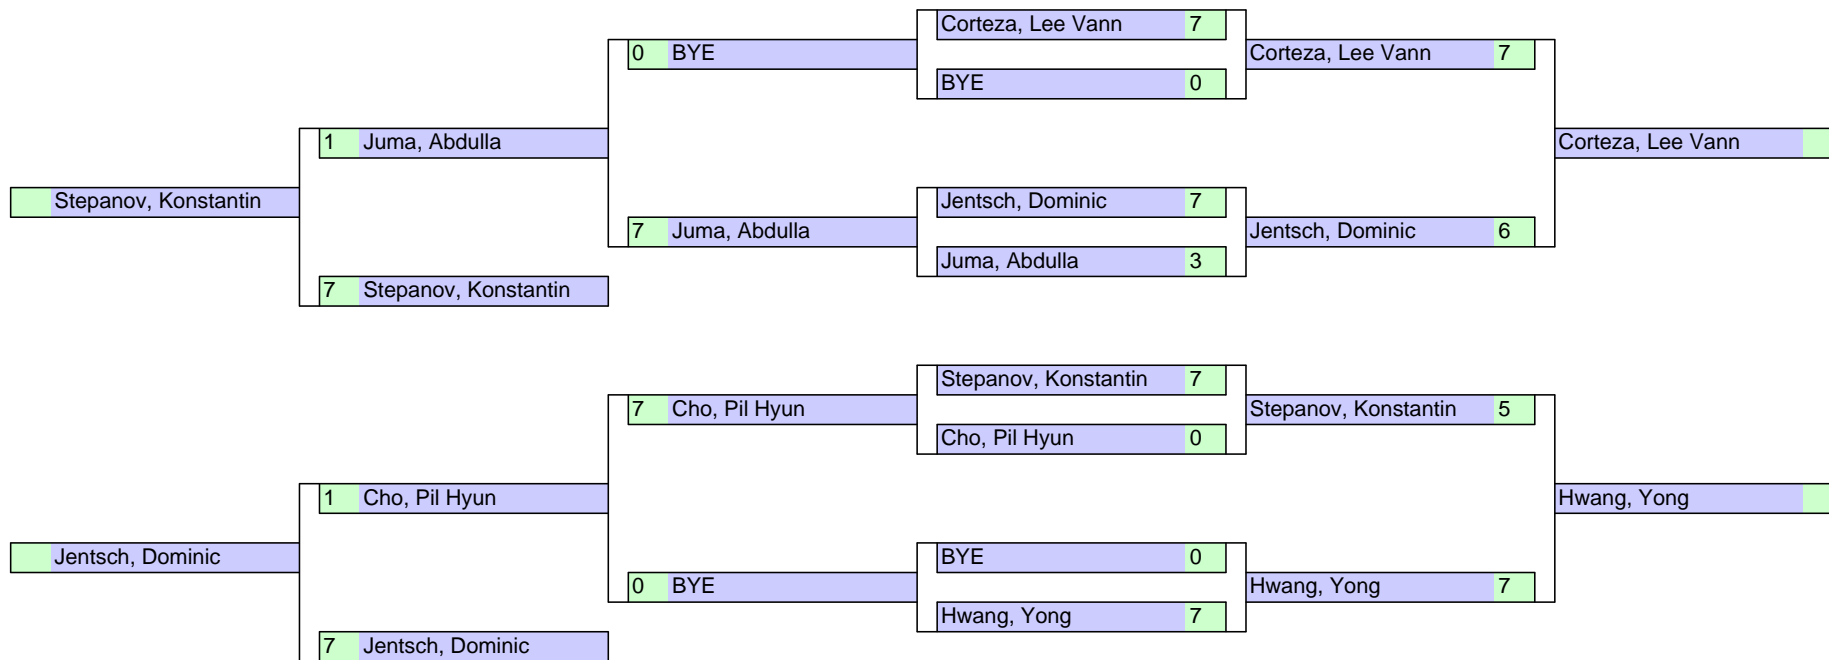 Corteza, Lee Vann 7
0 BYE
Corteza, Lee Vann 7
BYE 0
1 Juma, Abdulla
Corteza, Lee Vann
Stepanov, Konstantin
Jentsch, Dominic 7
7 Juma, Abdulla
Jentsch, Dominic 6
Juma, Abdulla 3
7 Stepanov, Konstantin
Stepanov, Konstantin 7
7 Cho, Pil Hyun
Stepanov, Konstantin 5
Cho, Pil Hyun 0
1 Cho, Pil Hyun
Hwang, Yong
Jentsch, Dominic
BYE 0
0 BYE
Hwang, Yong 7
Hwang, Yong 7
7 Jentsch, Dominic